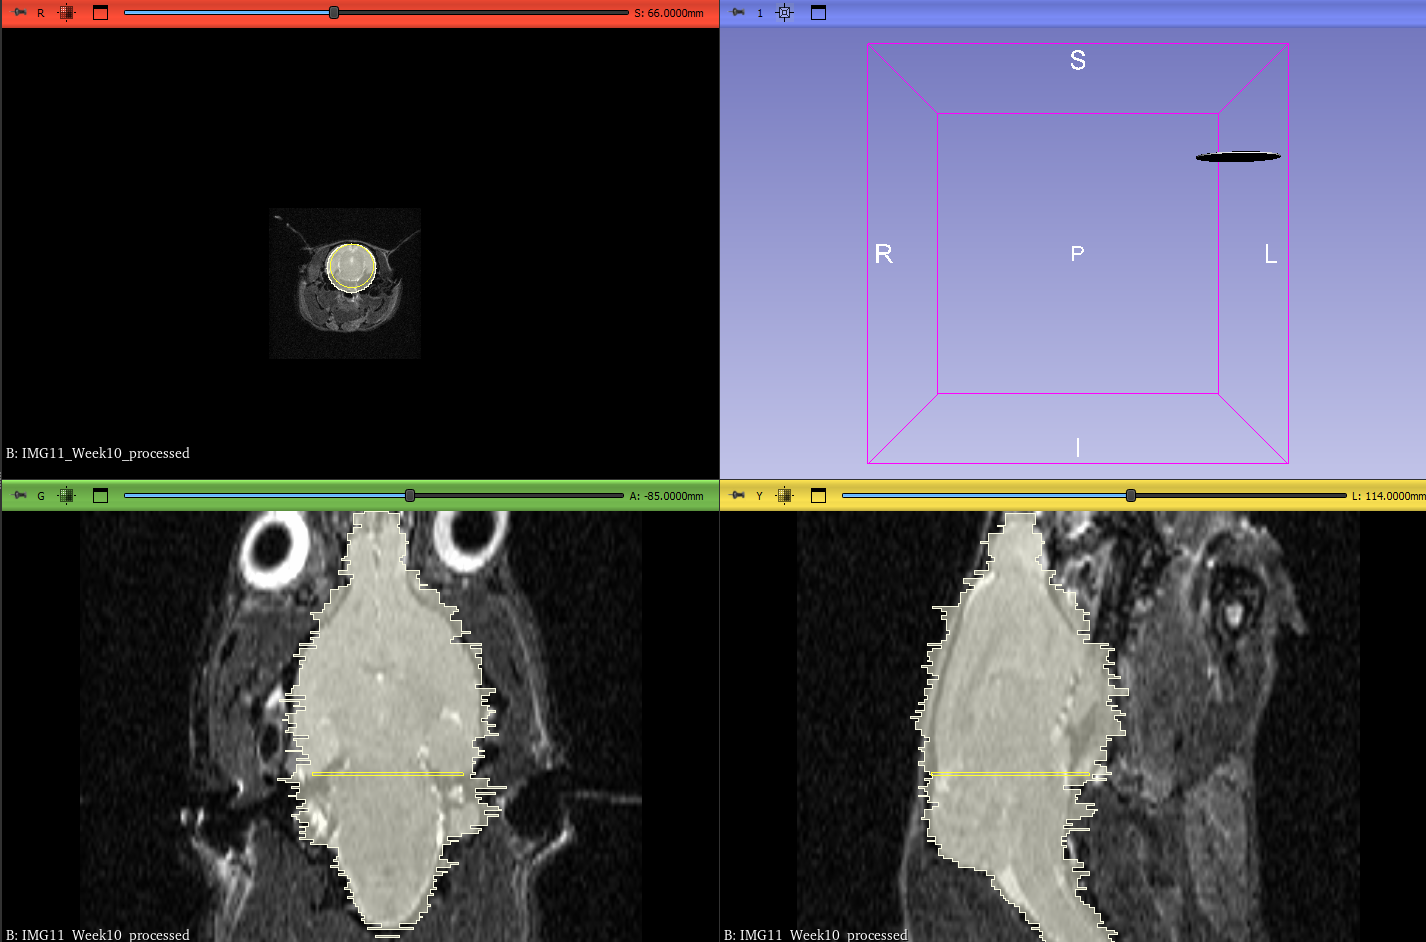 R S: 66.0000mm
1
S
R P L
I
B: IMG11_Week10_processed
G A: -85.0000mm
Y L: 114.0000mm
B: IMG11_Week10_processed
B: IMG11_Week10_processed